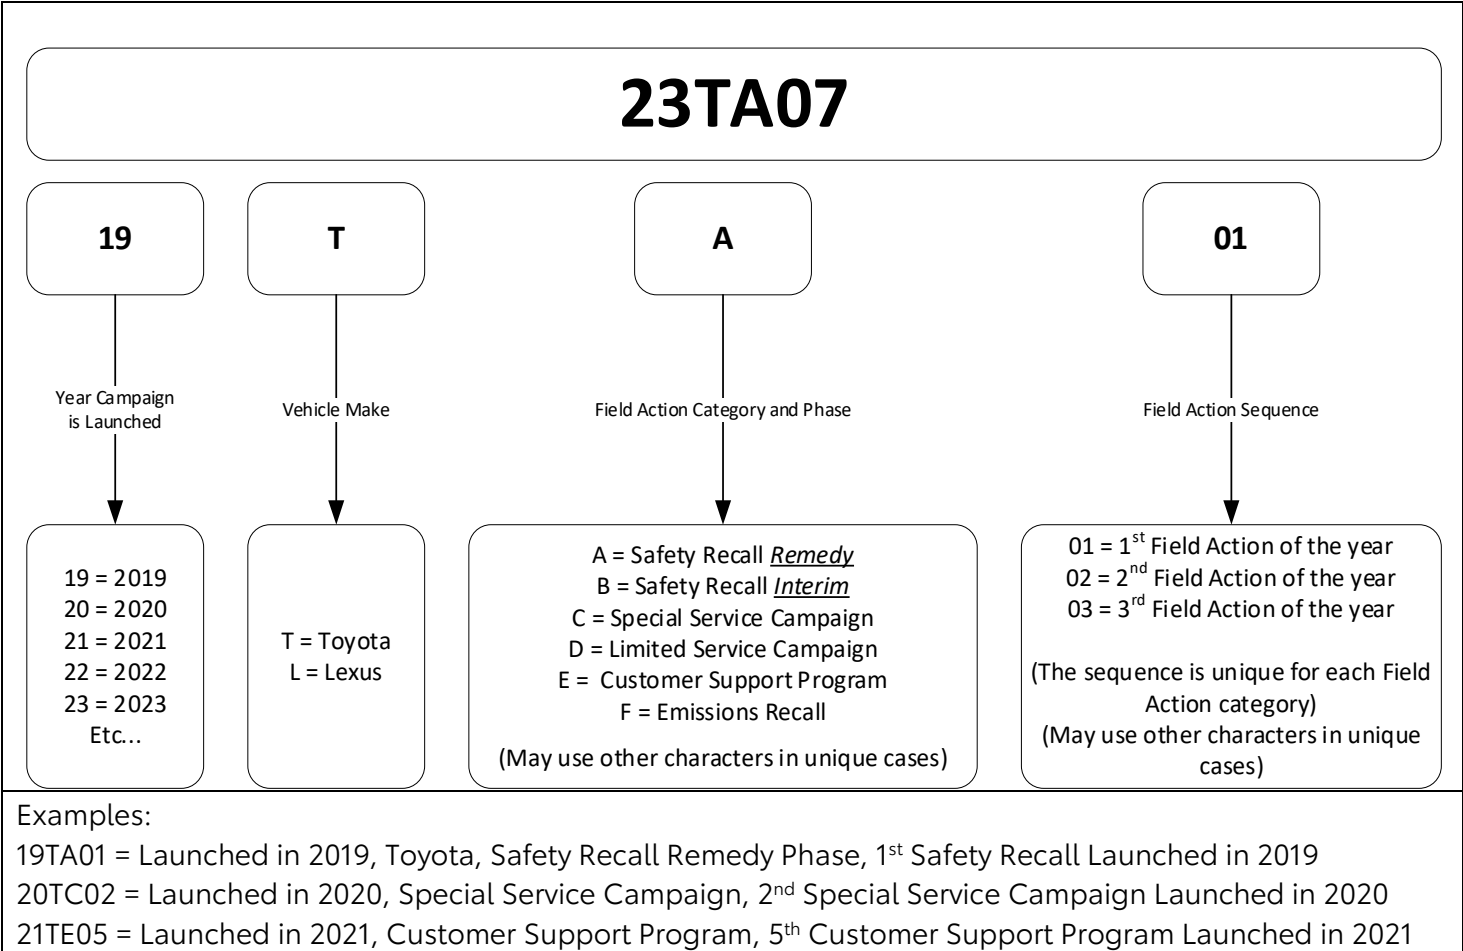 23TA07
19
T
A
01
Year Campaign
is Launched
Vehicle Make
Field Action Category and Phase
Field Action Sequence
19 = 2019
20 = 2020
21 = 2021
22 = 2022
23 = 2023
Etc…
T = Toyota
L = Lexus
A = Safety Recall Remedy
B = Safety Recall Interim
C = Special Service Campaign
D = Limited Service Campaign
E = Customer Support Program
F = Emissions Recall
(May use other characters in unique cases)
01 = 1st Field Action of the year
02 = 2nd Field Action of the year
03 = 3rd Field Action of the year
(The sequence is unique for each Field
Action category)
(May use other characters in unique
cases)
Examples:
19TA01 = Launched in 2019, Toyota, Safety Recall Remedy Phase, 1st Safety Recall Launched in 2019
20TC02 = Launched in 2020, Special Service Campaign, 2nd Special Service Campaign Launched in 2020
21TE05 = Launched in 2021, Customer Support Program, 5th Customer Support Program Launched in 2021